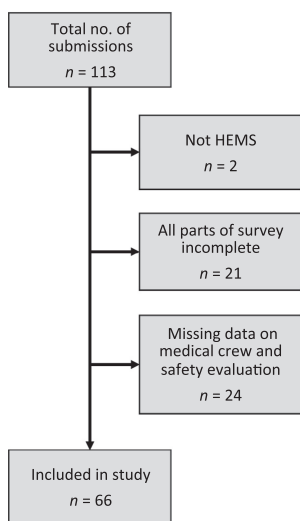 Total no. of
submissions
n = 113
Not HEMS
n = 2
All parts of survey
incomplete
n = 21
Missing data on
medical crew and
safety evaluation
n = 24
Included in study
n = 66